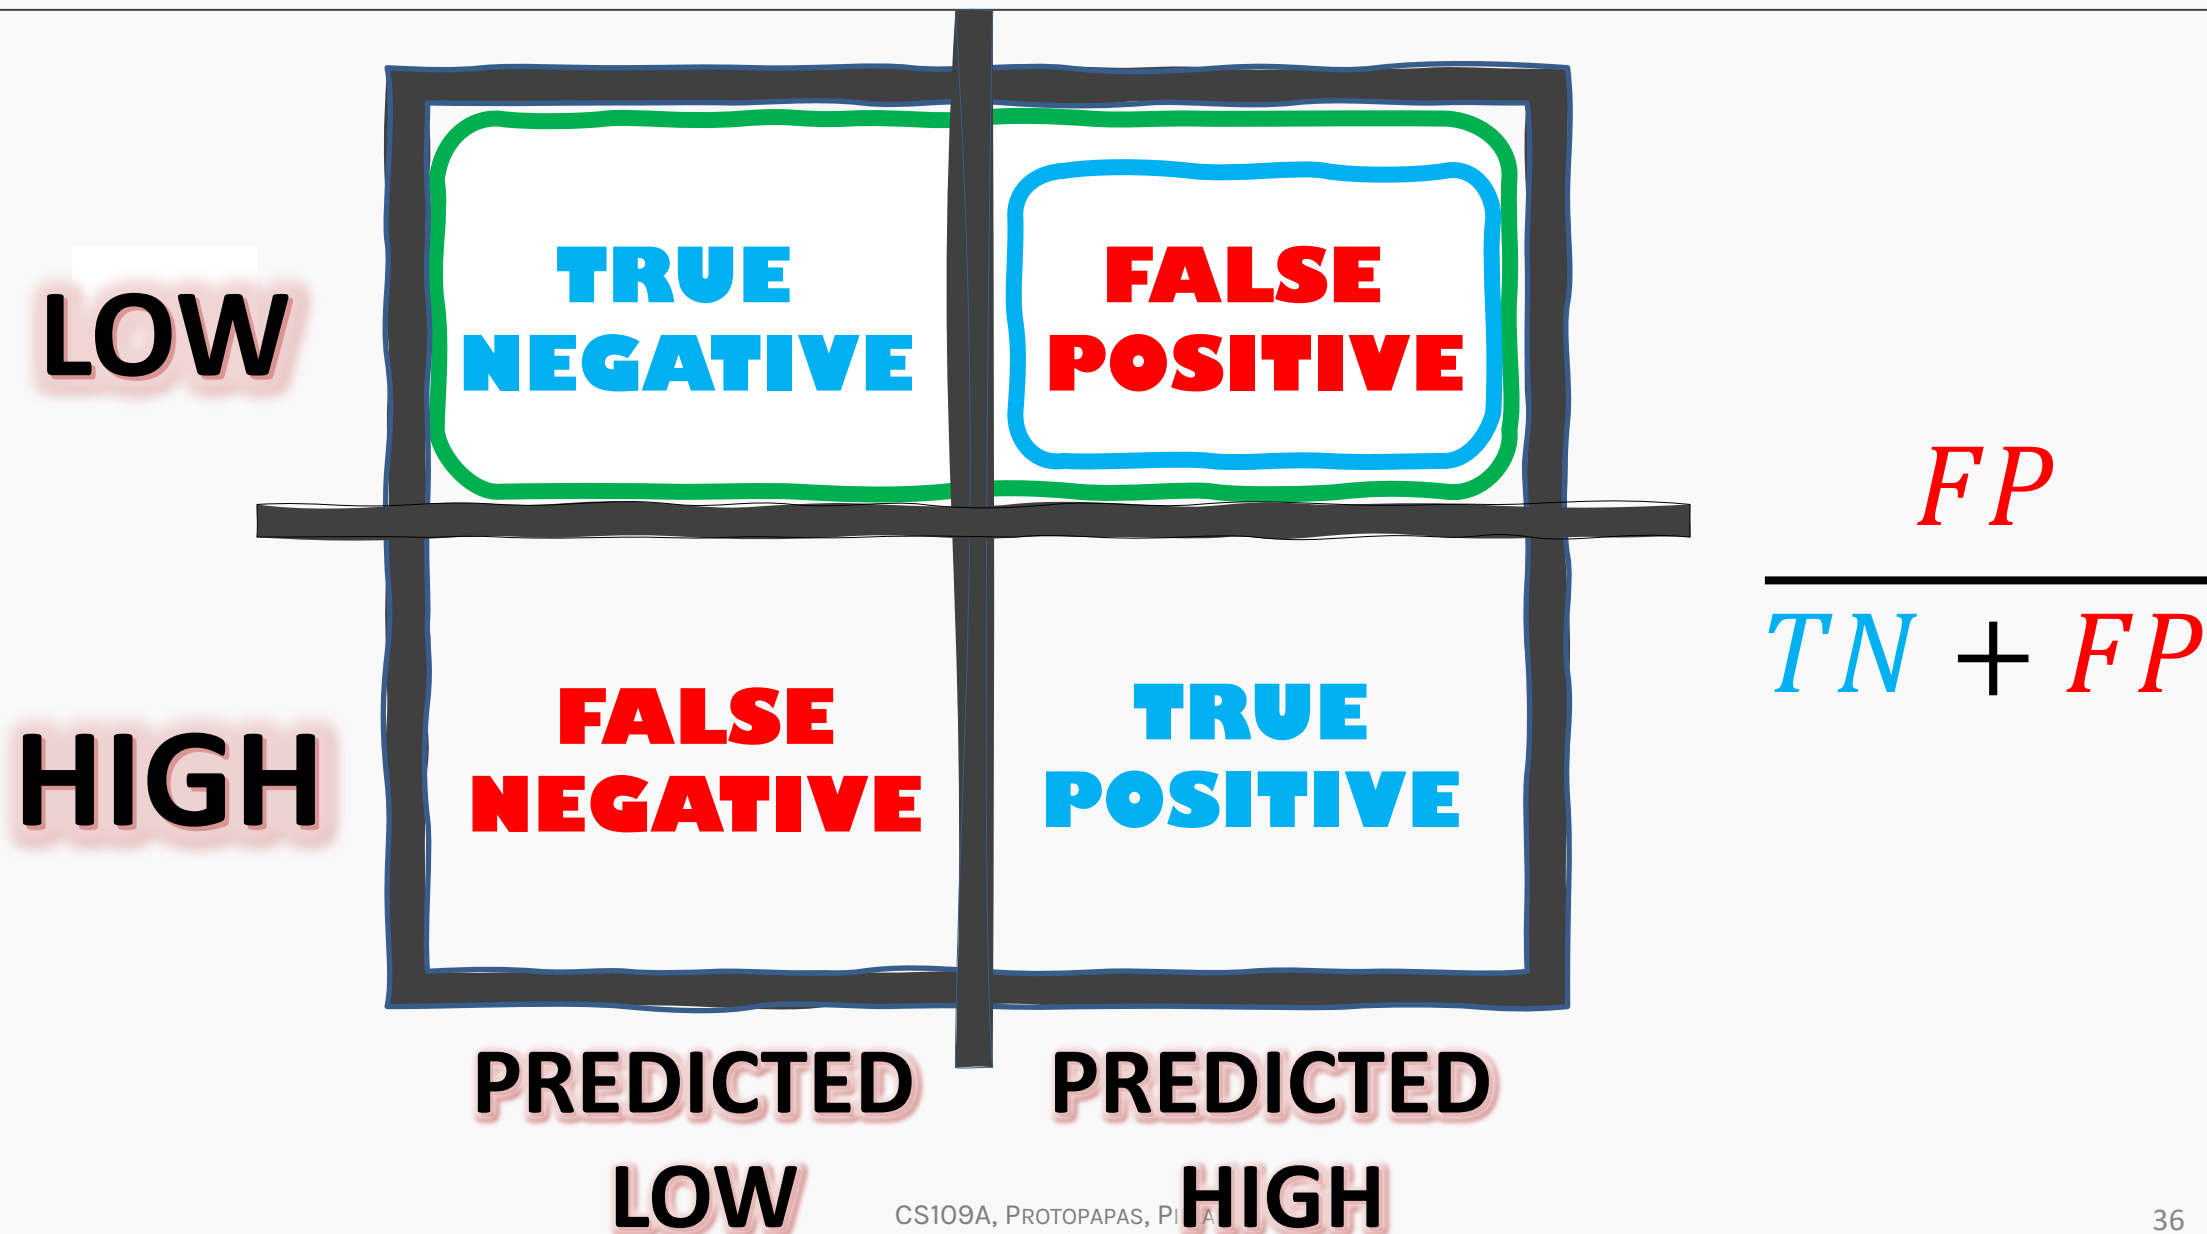 LOW
TRUE
NEGATIVE
FALSE
POSITIVE
HIGH
FALSE
NEGATIVE
TRUE
POSITIVE
FP
TN + FP
PREDICTED
LOW
PREDICTED
HIGH
CS109A, PROTOPAPAS,
36